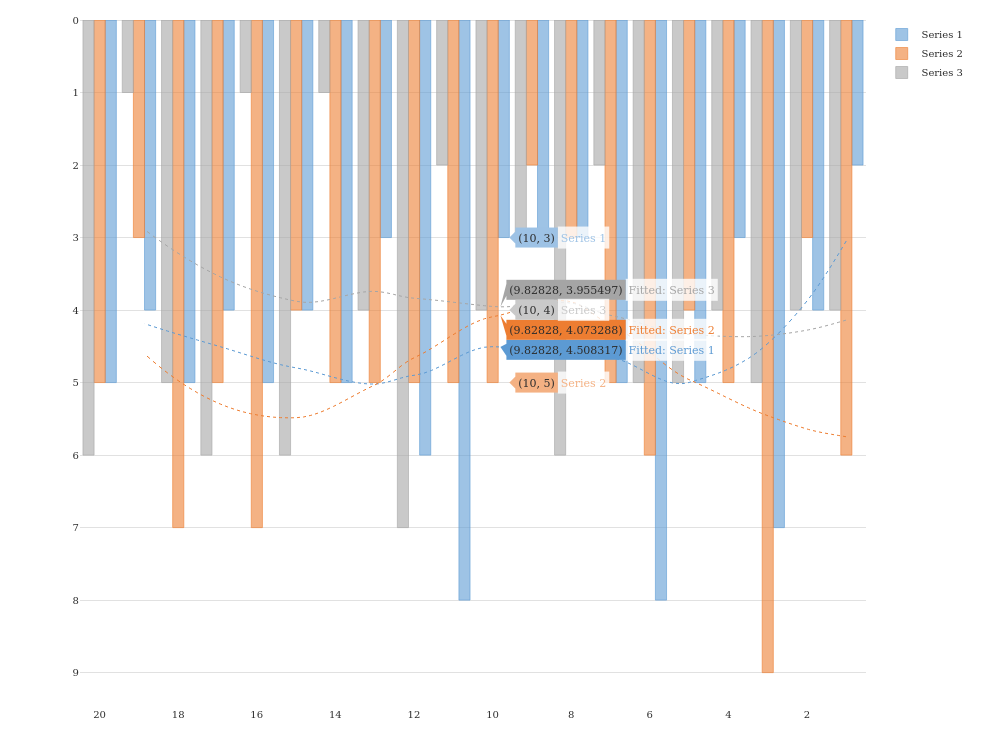 0
1
2
3
4
5
6
7
8
9
20
18
16
14
12
10
8
6
4
2
Series 1
Series 2
Series 3
(10, 3) Series 1
(9.82828, 3.955497) Fitted: Series 3
(10, 4) Series 3
(9.82828, 4.073288) Fitted: Series 2
(9.82828, 4.508317) Fitted: Series 1
(10, 5) Series 2